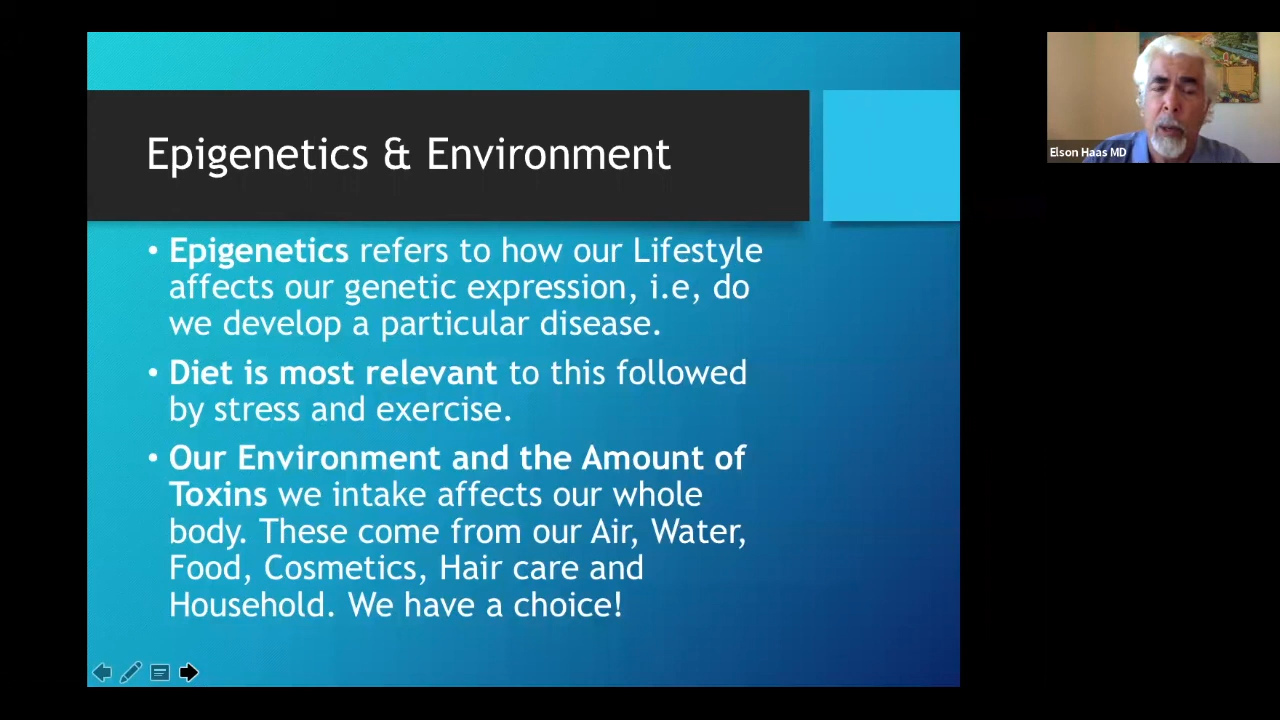 Epigenetics & Environment
• Epigenetics refers to how our Lifestyle
affects our genetic expression, i.e, do
we develop a particular disease.
• Diet is most relevant to this followed
by stress and exercise.
• Our Environment and the Amount of
Toxins we intake affects our whole
body. These come from our Air, Water,
Food, Cosmetics, Hair care and
Household. We have a choice!
Elson Haas MD